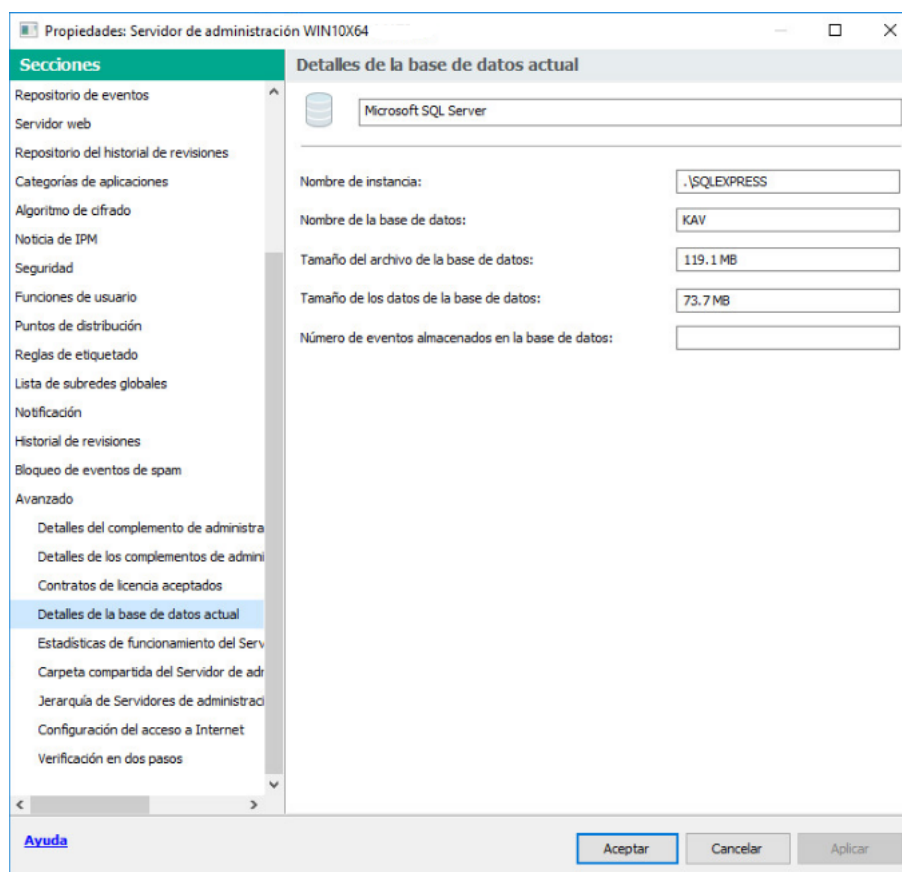 Propiedades: Servidor de administración WIN10X64
Secciones
Detalles de la base de datos actual
Repositorio de eventos
Servidor web
Repositorio del historial de revisiones
Categorías de aplicaciones
Algoritmo de cifrado
Noticia de IPM
Seguridad
Funciones de usuario
Puntos de distribución
Reglas de etiquetado
Lista de subredes globales
Notificación
Historial de revisiones
Bloqueo de eventos de spam
Avanzado
Detalles del complemento de administra
Detalles de los complementos de admini
Contratos de licencia aceptados
Detalles de la base de datos actual
Estadísticas de funcionamiento del Serv
Carpeta compartida del Servidor de adr
Jerarquía de Servidores de administraci
Configuración del acceso a Internet
Verificación en dos pasos
Microsoft SQL Server
Nombre de instancia: .\SQLEXPRESS
Nombre de la base de datos: KAV
Tamaño del archivo de la base de datos: 119.1 MB
Tamaño de los datos de la base de datos: 73.7 MB
Número de eventos almacenados en la base de datos:
Ayuda
Aceptar Cancelar Aplicar